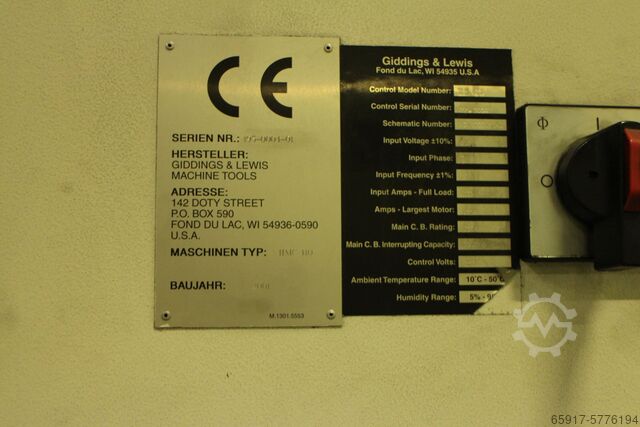 CE
SERIEN NR.:
HERSTELLER:
GIDDINGS & LEWIS
MACHINE TOOLS
ADRESSE:
142 DOTY STREET
P.O. BOX 590
FOND DU LAC, WI 54936-0590
U.S.A.
MASCHINEN TYP:
BAUJAHR:
M.1301.5553
Giddings & Lewis
Fond du Lac, WI 54935 U.S.A
Control Model Number:
Control Serial Number:
Schematic Number:
Input Voltage ±10%:
Input Phase:
Input Frequency ±1%:
Input Amps - Full Load:
Amps - Largest Motor:
Main C. B. Rating:
Main C. B. Interrupting Capacity:
Control Volts:
Ambient Temperature Range: 10°C - 50°C
Humidity Range: 5% -
I
O
65917-5776194